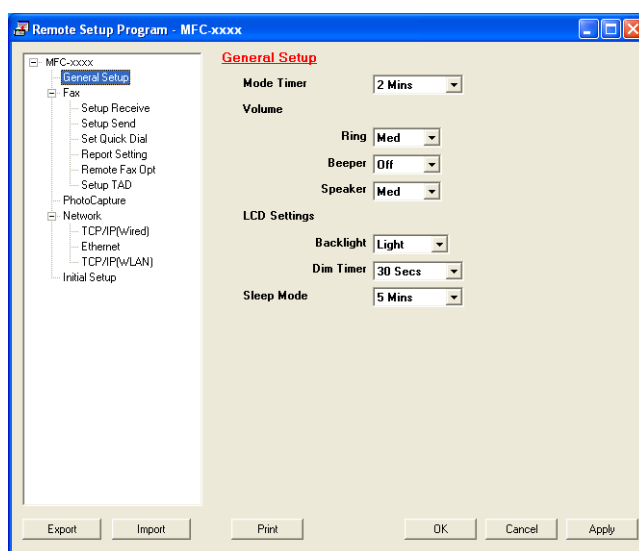 Remote Setup Program - MFC-xxxx
MFC-xxxx
General Setup
Fax
Setup Receive
Setup Send
Set Quick Dial
Report Setting
Remote Fax Opt
Setup TAD
PhotoCapture
Network
TCP/IP(Wired)
Ethernet
TCP/IP(WLAN)
Initial Setup
General Setup
Mode Timer 2 Mins
Volume
Ring Med
Beeper Off
Speaker Med
LCD Settings
Backlight Light
Dim Timer 30 Secs
Sleep Mode 5 Mins
Export Import Print OK Cancel Apply